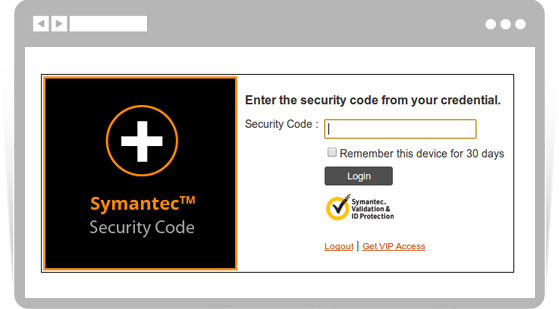 Enter the security code from your credential.
Security Code :
Remember this device for 30 days
Login
Symantec™
Security Code
Symantec.
Validation &
ID Protection
Logout | Get VIP Access